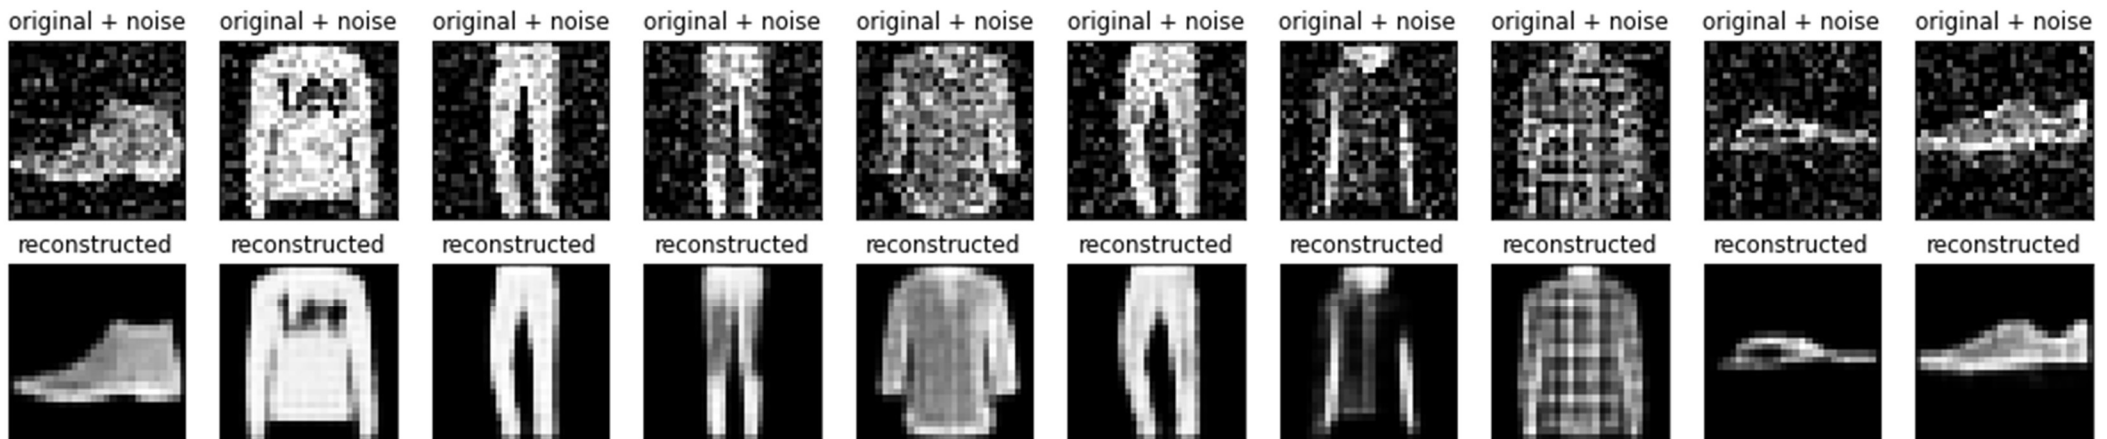 original + noise original + noise original + noise original + noise original + noise original + noise original + noise original + noise original + noise original + noise
reconstructed reconstructed reconstructed reconstructed reconstructed reconstructed reconstructed reconstructed reconstructed reconstructed